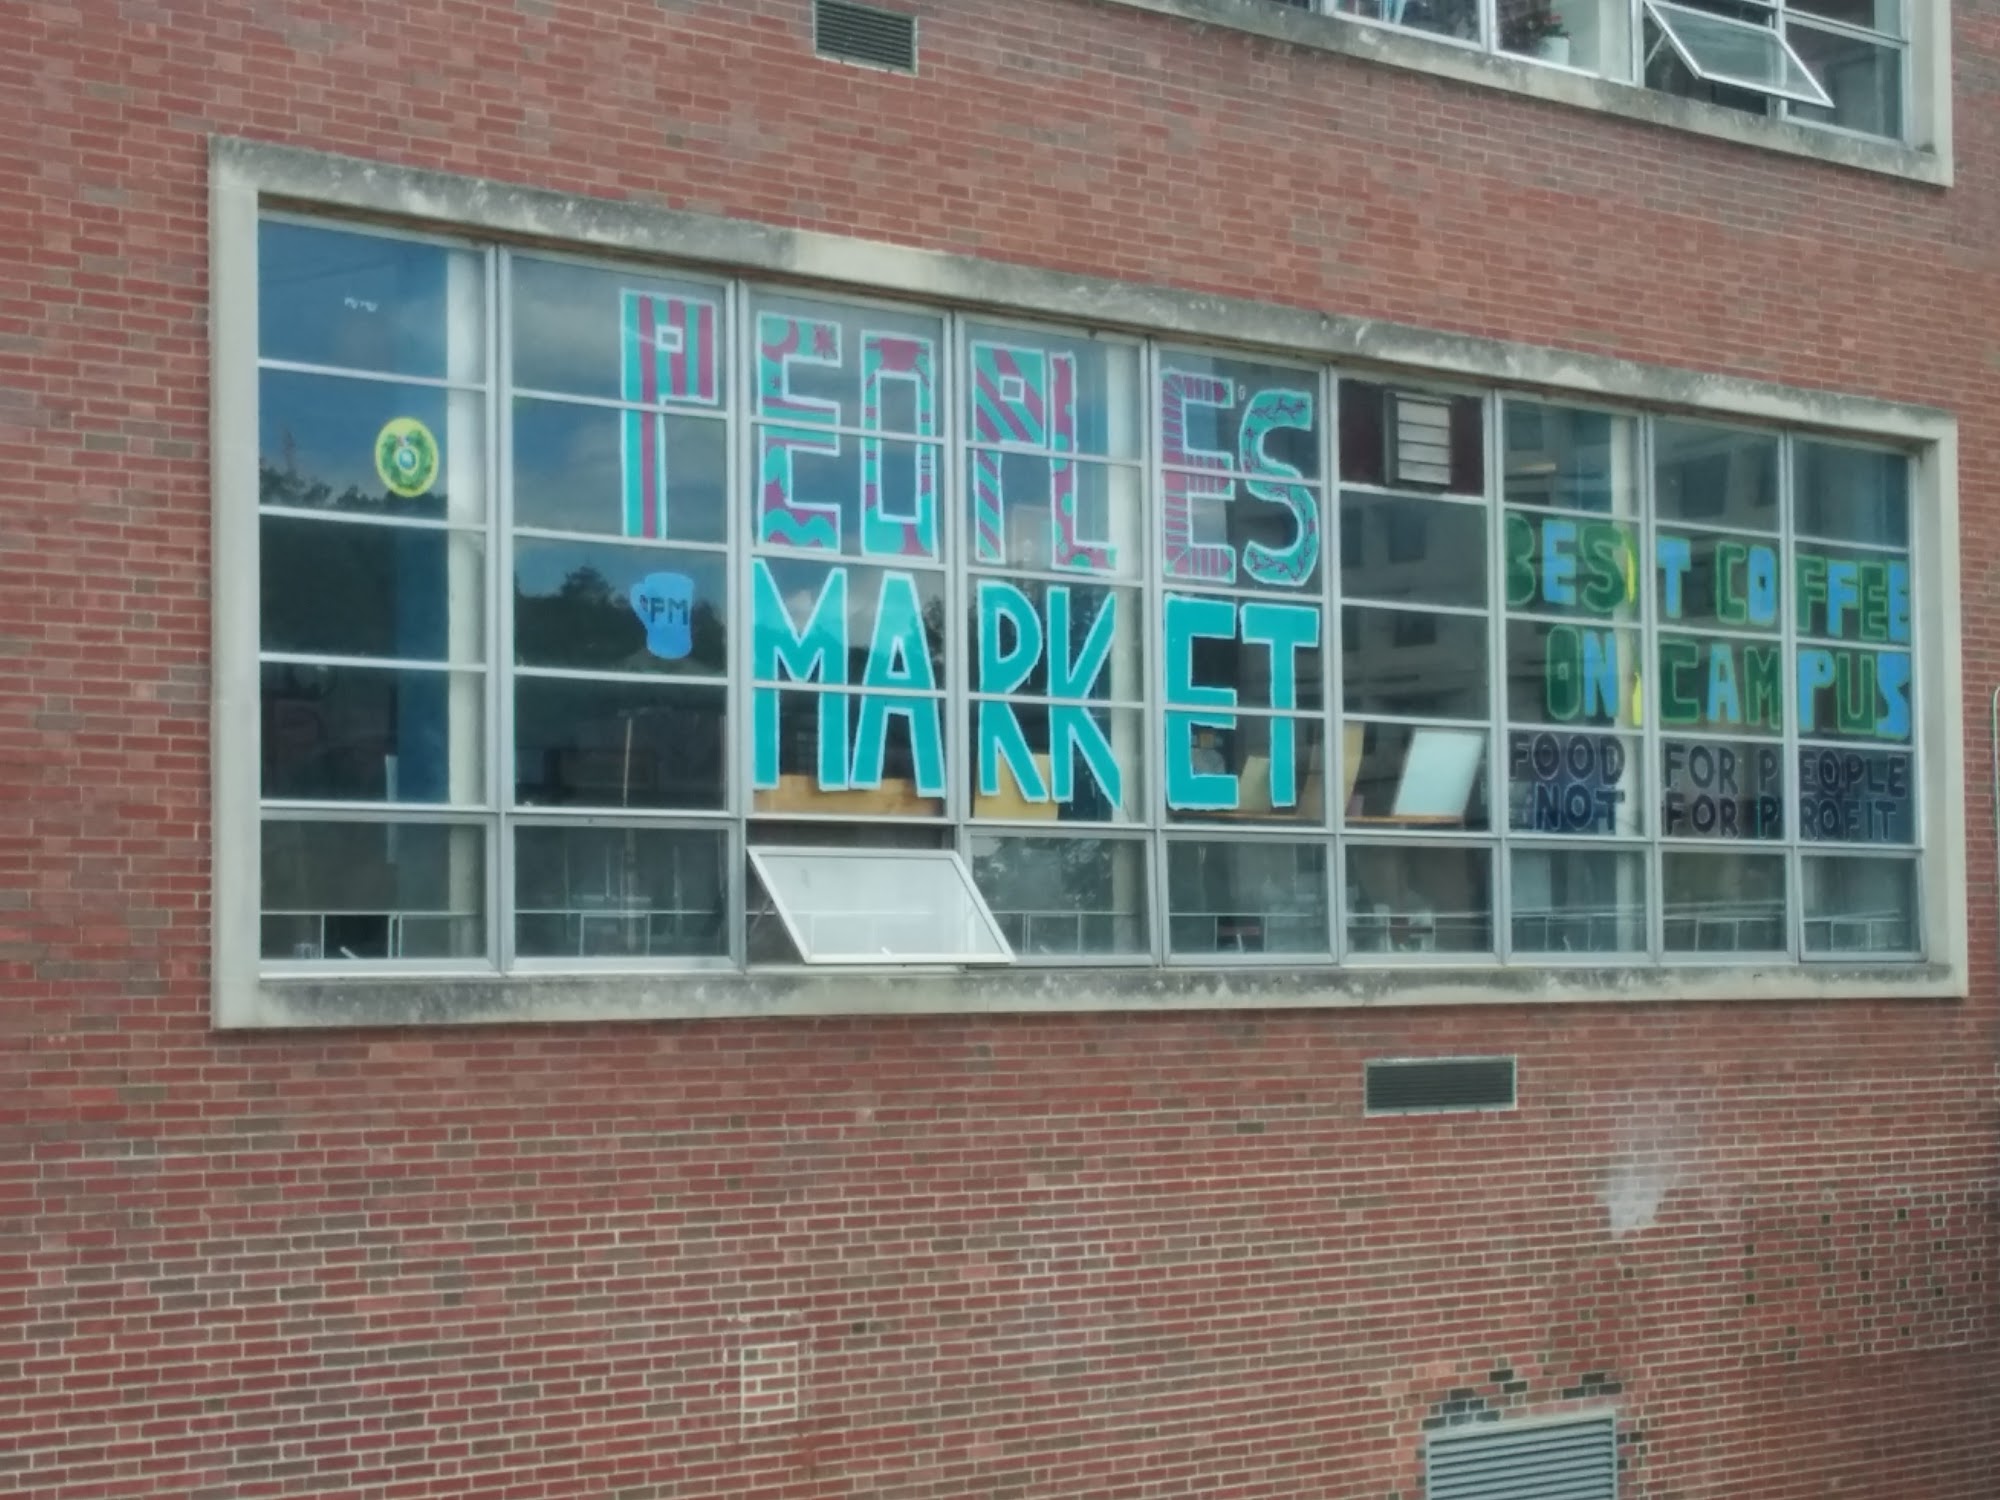 PEOPLE'S
MARKET
PM
BEST COFFEE
ON CAMPUS
FOOD FOR PEOPLE
NOT FOR PROFIT